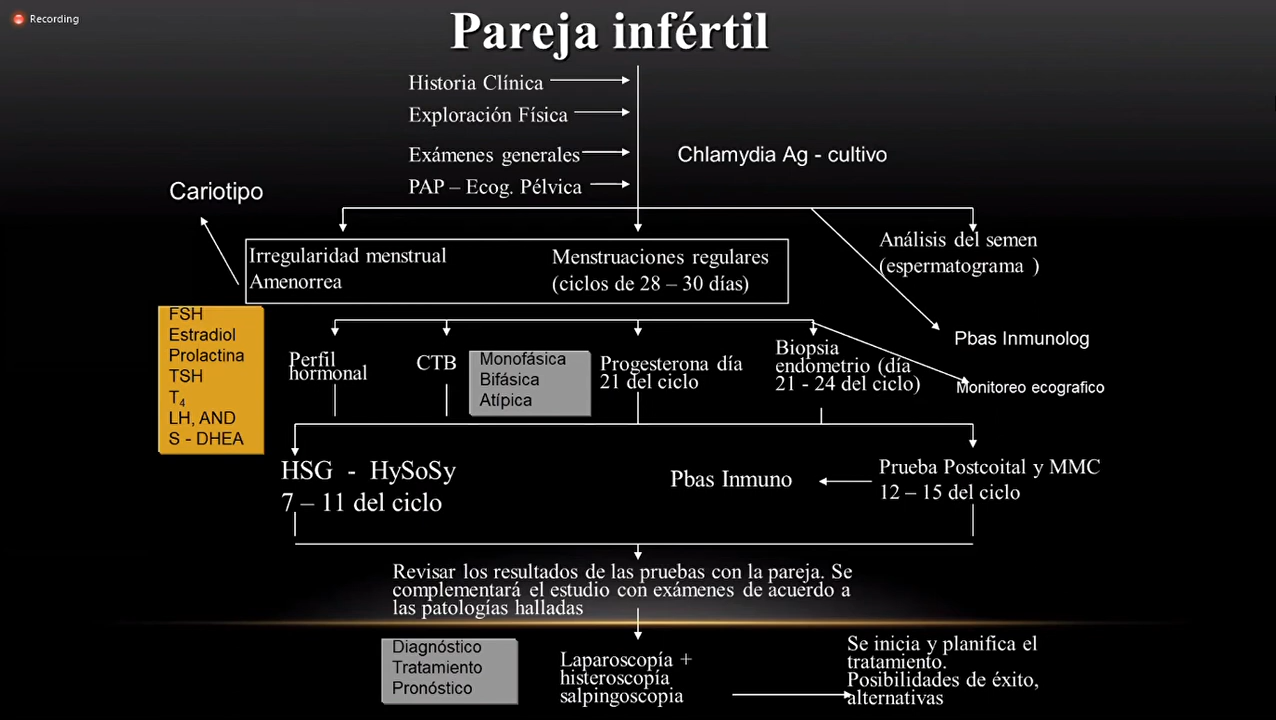 Recording
Pareja infértil
Historia Clínica
Exploración Física
Exámenes generales
PAP – Ecog. Pélvica
Chlamydia Ag - cultivo
Cariotipo
Irregularidad menstrual
Amenorrea
Menstruaciones regulares
(ciclos de 28 – 30 días)
Análisis del semen
(espermatograma )
Pbas Inmunolog
FSH
Estradiol
Prolactina
TSH
T4
LH, AND
S - DHEA
Perfil
hormonal
CTB
Monofásica
Bifásica
Atípica
Progesterona día
21 del ciclo
Biopsia
endometrio (día
21 - 24 del ciclo)
Monitoreo ecografico
HSG - HySoSy
7 – 11 del ciclo
Pbas Inmuno
Prueba Postcoital y MMC
12 – 15 del ciclo
Revisar los resultados de las pruebas con la pareja. Se
complementará el estudio con exámenes de acuerdo a
las patologías halladas
Diagnóstico
Tratamiento
Pronóstico
Laparoscopía +
histeroscopía
salpingoscopia
Se inicia y planifica el
tratamiento.
Posibilidades de éxito,
alternativas